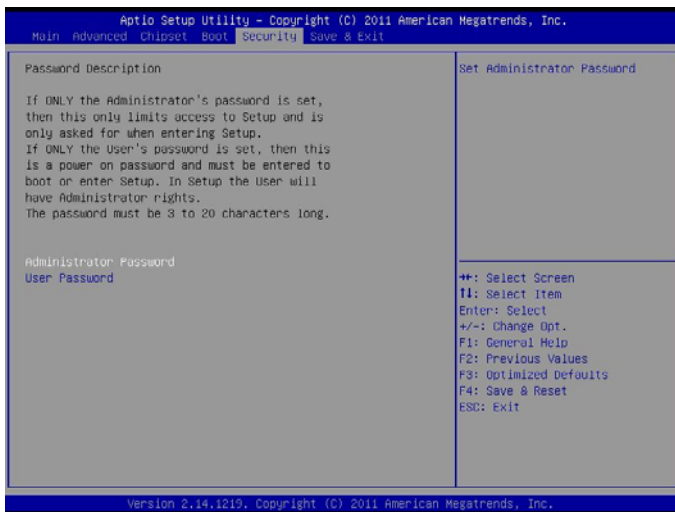 Aptio Setup Utility – Copyright (C) 2011 American Megatrends, Inc.
Main Advanced Chipset Boot Security Save & Exit
Password Description
If ONLY the Administrator's password is set,
then this only limits access to Setup and is
only asked for when entering Setup.
If ONLY the User's password is set, then this
is a power on password and must be entered to
boot or enter Setup. In Setup the User will
have Administrator rights.
The password must be 3 to 20 characters long.
Administrator Password
User Password
Set Administrator Password
→←: Select Screen
↑↓: Select Item
Enter: Select
+/-: Change Opt.
F1: General Help
F2: Previous Values
F3: Optimized Defaults
F4: Save & Reset
ESC: Exit
Version 2.14.1219. Copyright (C) 2011 American Megatrends, Inc.